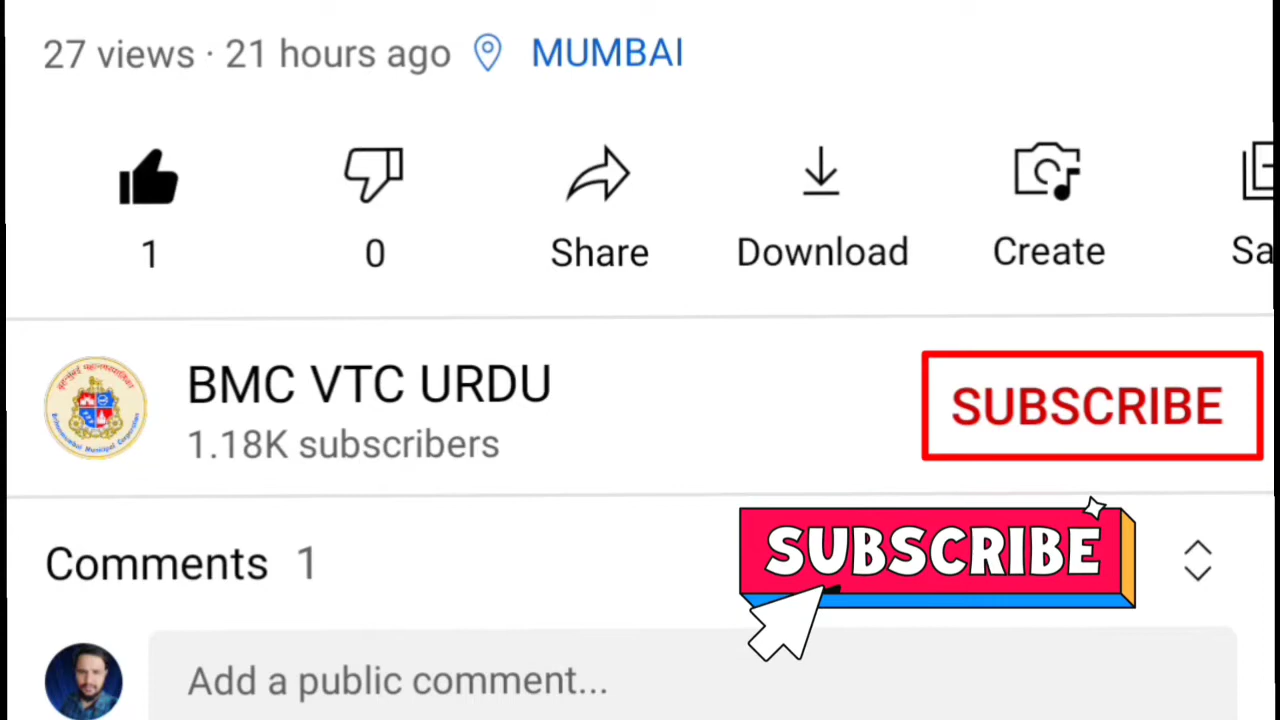 27 views · 21 hours ago MUMBAI
1 0 Share Download Create Sa
BMC VTC URDU
1.18K subscribers
SUBSCRIBE
SUBSCRIBE
Comments 1
Add a public comment...